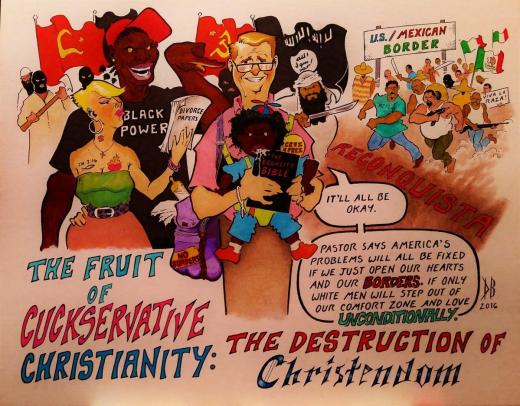 U.S./MEXICAN
BORDER
VIVA LA
RAZA!
BLACK
POWER
DIVORCE
PAPERS
THE EQUALITY
BIBLE
RECONQUISTA
NO
BORDERS
IT'LL ALL BE
OKAY.
PASTOR SAYS AMERICA'S
PROBLEMS WILL ALL BE FIXED
IF WE JUST OPEN OUR HEARTS
AND OUR BORDERS. IF ONLY
WHITE MEN WILL STEP OUT OF
OUR COMFORT ZONE AND LOVE
UNCONDITIONALLY.
2016
THE FRUIT
OF
CUCKSERVATIVE
CHRISTIANITY:
THE DESTRUCTION OF
Christendom